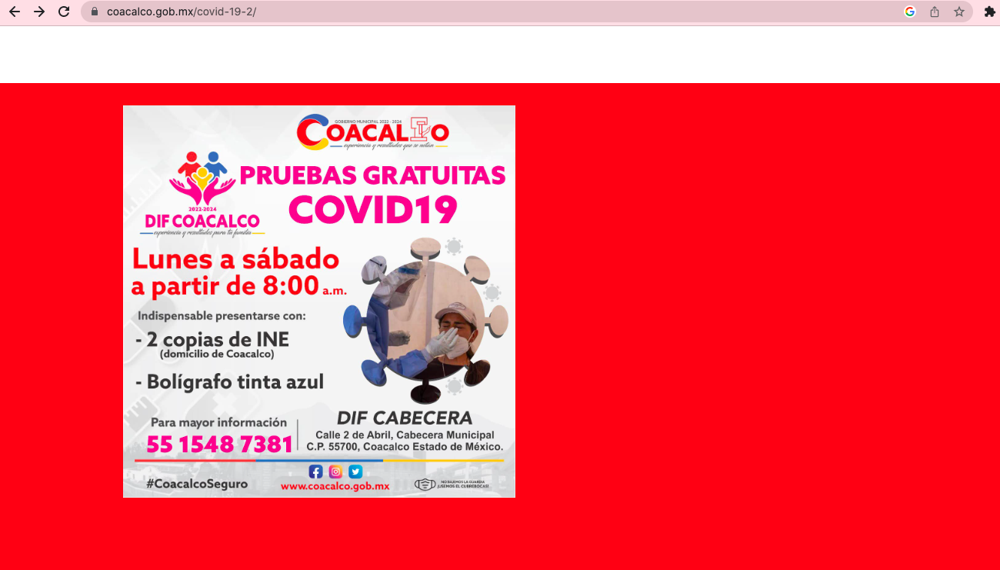 coacalco.gob.mx/covid-19-2/
GOBIERNO MUNICIPAL 2022 - 2024
COACALCO
experiencia y resultados que se notan
PRUEBAS GRATUITAS
COVID19
2022-2024
DIF COACALCO
experiencia y resultados para tu familia
Lunes a sábado
a partir de 8:00 a.m.
Indispensable presentarse con:
- 2 copias de INE
(domicilio de Coacalco)
- Bolígrafo tinta azul
Para mayor información
55 1548 7381
DIF CABECERA
Calle 2 de Abril, Cabecera Municipal
C.P. 55700, Coacalco Estado de México.
#CoacalcoSeguro
www.coacalco.gob.mx
NO BAJEMOS LA GUARDIA
¡USEMOS EL CUBREBOCAS!